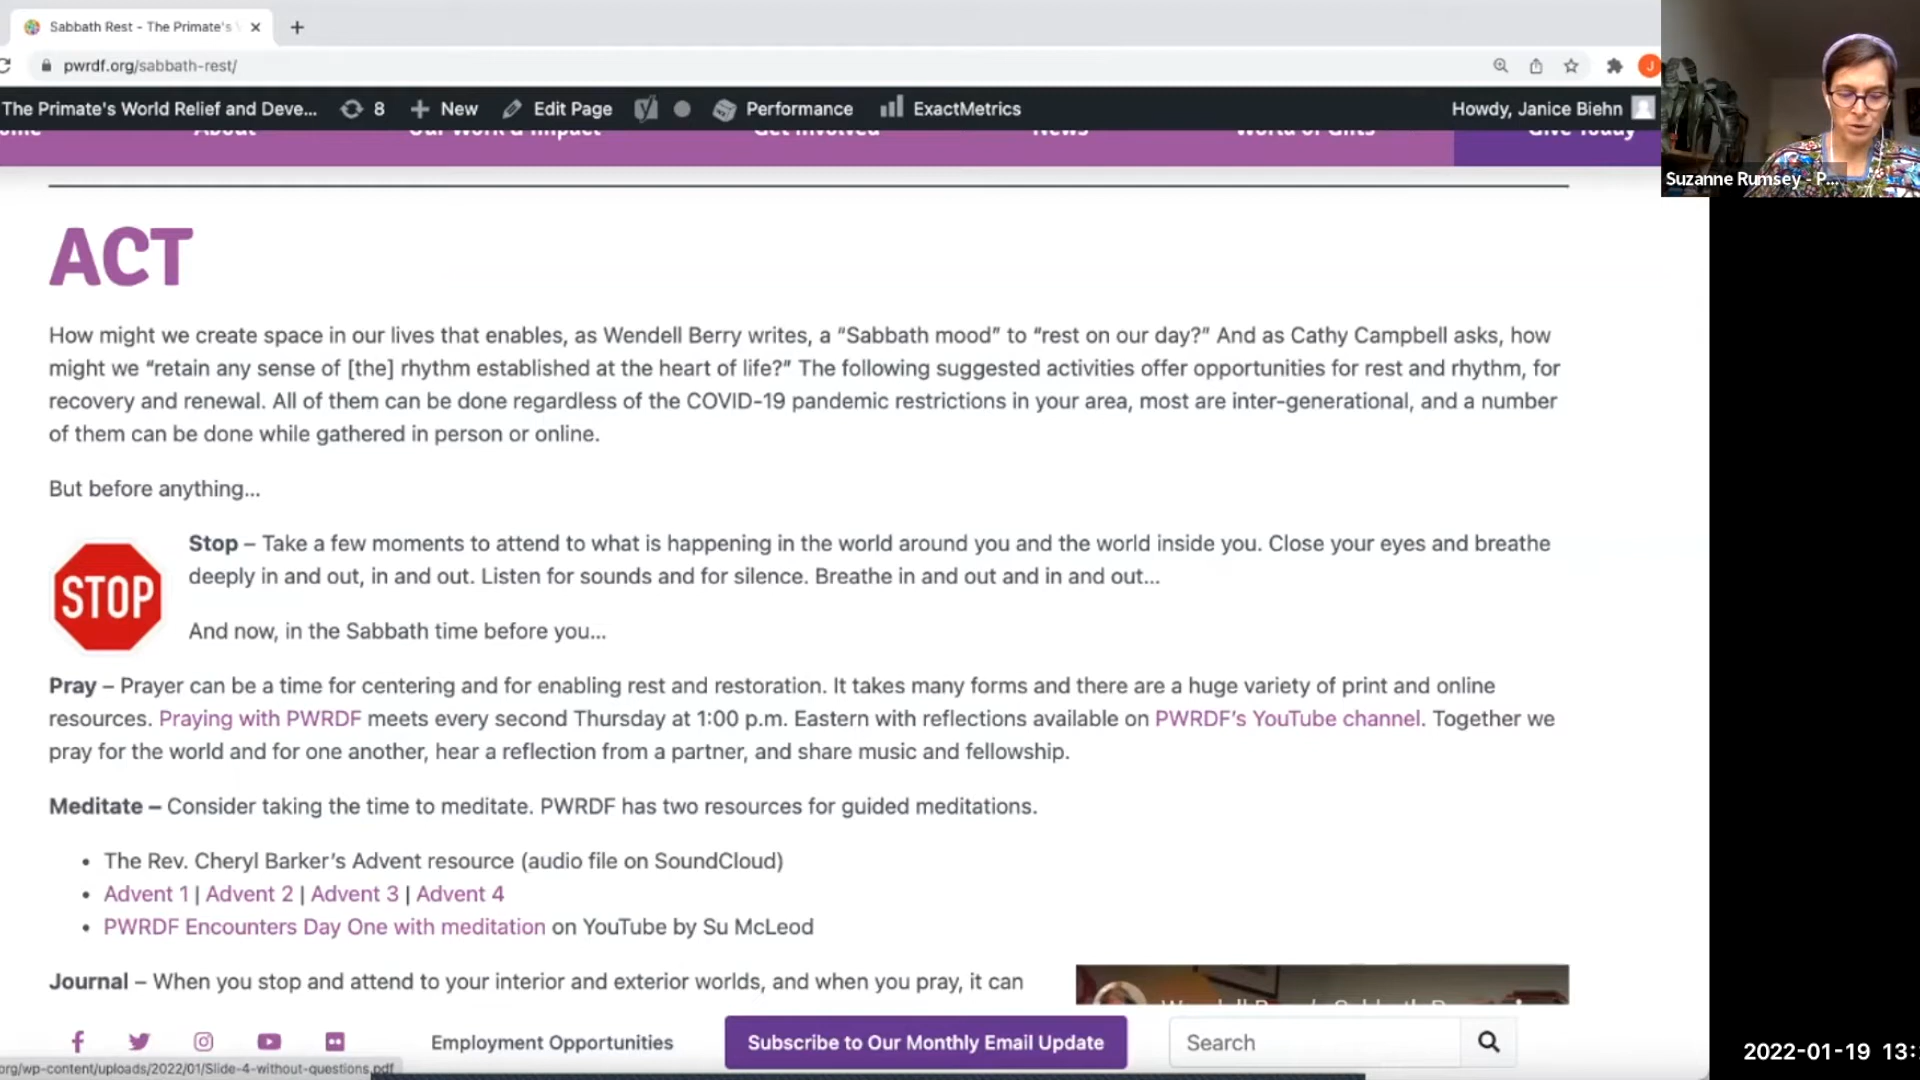 Sabbath Rest - The Primate's
pwrdf.org/sabbath-rest/
J
The Primate's World Relief and Deve... 8 New Edit Page Performance ExactMetrics Howdy, Janice Biehn
About Our Work & Impact Get Involved News World of Gifts Give Today
Suzanne Rumsey - P...
ACT
How might we create space in our lives that enables, as Wendell Berry writes, a “Sabbath mood” to “rest on our day?” And as Cathy Campbell asks, how
might we “retain any sense of [the] rhythm established at the heart of life?” The following suggested activities offer opportunities for rest and rhythm, for
recovery and renewal. All of them can be done regardless of the COVID-19 pandemic restrictions in your area, most are inter-generational, and a number
of them can be done while gathered in person or online.
But before anything...
STOP
Stop – Take a few moments to attend to what is happening in the world around you and the world inside you. Close your eyes and breathe
deeply in and out, in and out. Listen for sounds and for silence. Breathe in and out and in and out...
And now, in the Sabbath time before you...
Pray – Prayer can be a time for centering and for enabling rest and restoration. It takes many forms and there are a huge variety of print and online
resources. Praying with PWRDF meets every second Thursday at 1:00 p.m. Eastern with reflections available on PWRDF’s YouTube channel. Together we
pray for the world and for one another, hear a reflection from a partner, and share music and fellowship.
Meditate – Consider taking the time to meditate. PWRDF has two resources for guided meditations.
• The Rev. Cheryl Barker’s Advent resource (audio file on SoundCloud)
• Advent 1 | Advent 2 | Advent 3 | Advent 4
• PWRDF Encounters Day One with meditation on YouTube by Su McLeod
Journal – When you stop and attend to your interior and exterior worlds, and when you pray, it can
Employment Opportunities Subscribe to Our Monthly Email Update Search
org/wp-content/uploads/2022/01/Slide-4-without-questions.pdf
2022-01-19 13: